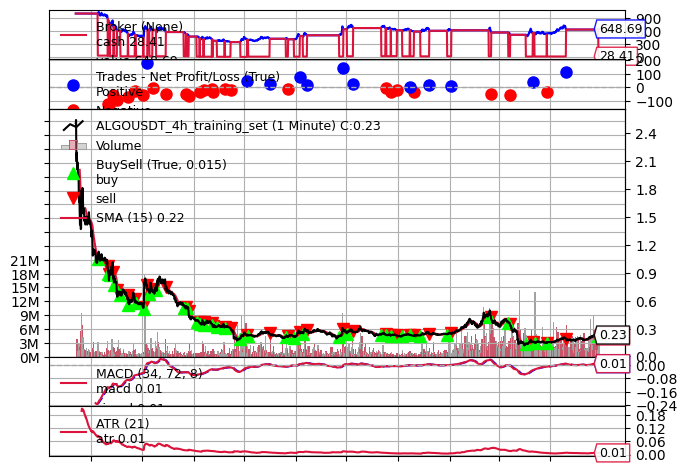 Broker (None)
cash 28.41
900
600
300
648.69
28.41
Trades - Net Profit/Loss (True)
Positive
200
100
0
−100
ALGOUSDT_4h_training_set (1 Minute) C:0.23
Volume
BuySell (True, 0.015)
buy
sell
SMA (15) 0.22
2.4
2.1
1.8
1.5
1.2
0.9
0.6
0.3
0.0
0.23
21M
18M
15M
12M
9M
6M
3M
0M
MACD (34, 72, 8)
macd 0.01
0.00
−0.08
−0.16
−0.24
0.01
ATR (21)
atr 0.01
0.18
0.12
0.06
0.00
0.01